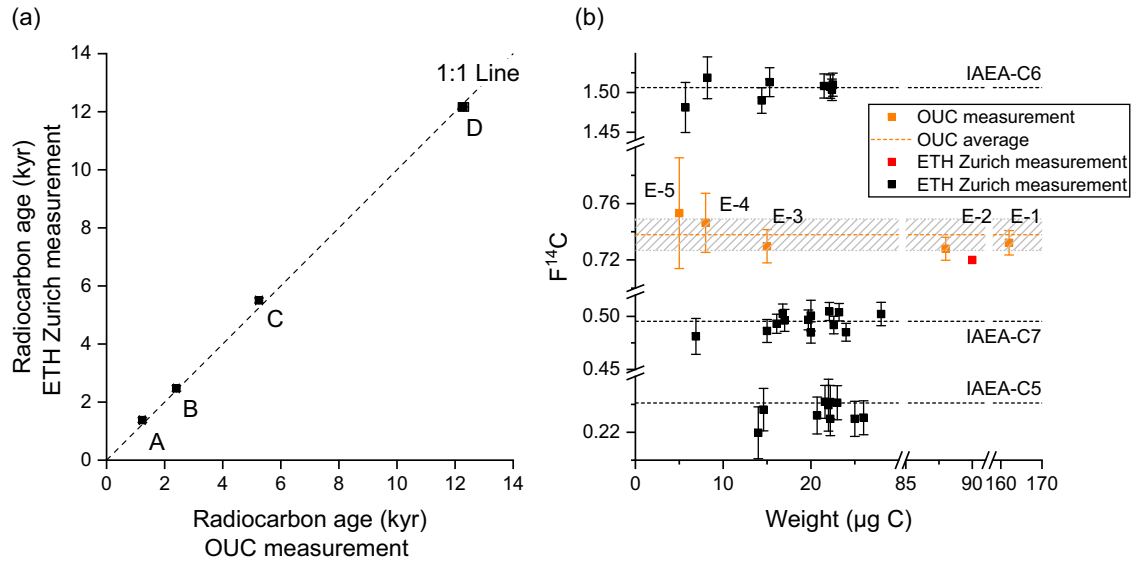 (a)
14
12
10
8
6
4
2
0
0 2 4 6 8 10 12 14
1:1 Line
A
B
C
D
Radiocarbon age (kyr)
ETH Zurich measurement
Radiocarbon age (kyr)
OUC measurement
(b)
1.50
1.45
0.76
0.72
0.50
0.45
0.22
F¹⁴C
IAEA-C6
OUC measurement
OUC average
ETH Zurich measurement
ETH Zurich measurement
E-5
E-4
E-3
E-2
E-1
IAEA-C7
IAEA-C5
0 10 20 85 90 160 170
Weight (μg C)